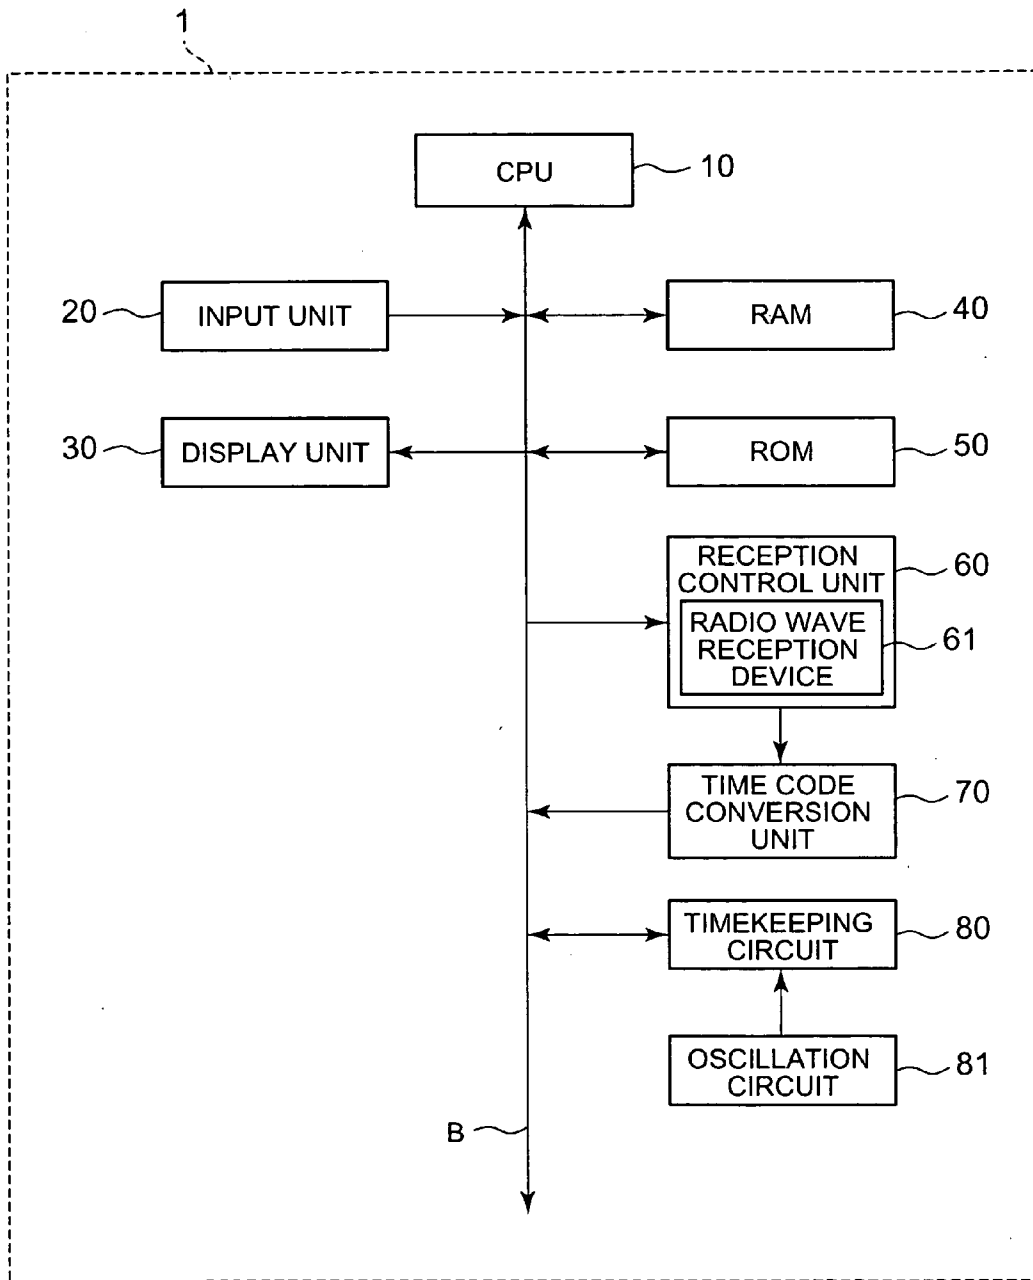 1
CPU
10
20
INPUT UNIT
RAM
40
30
DISPLAY UNIT
ROM
50
RECEPTION
CONTROL UNIT
60
RADIO WAVE
RECEPTION
DEVICE
61
TIME CODE
CONVERSION
UNIT
70
TIMEKEEPING
CIRCUIT
80
OSCILLATION
CIRCUIT
81
B